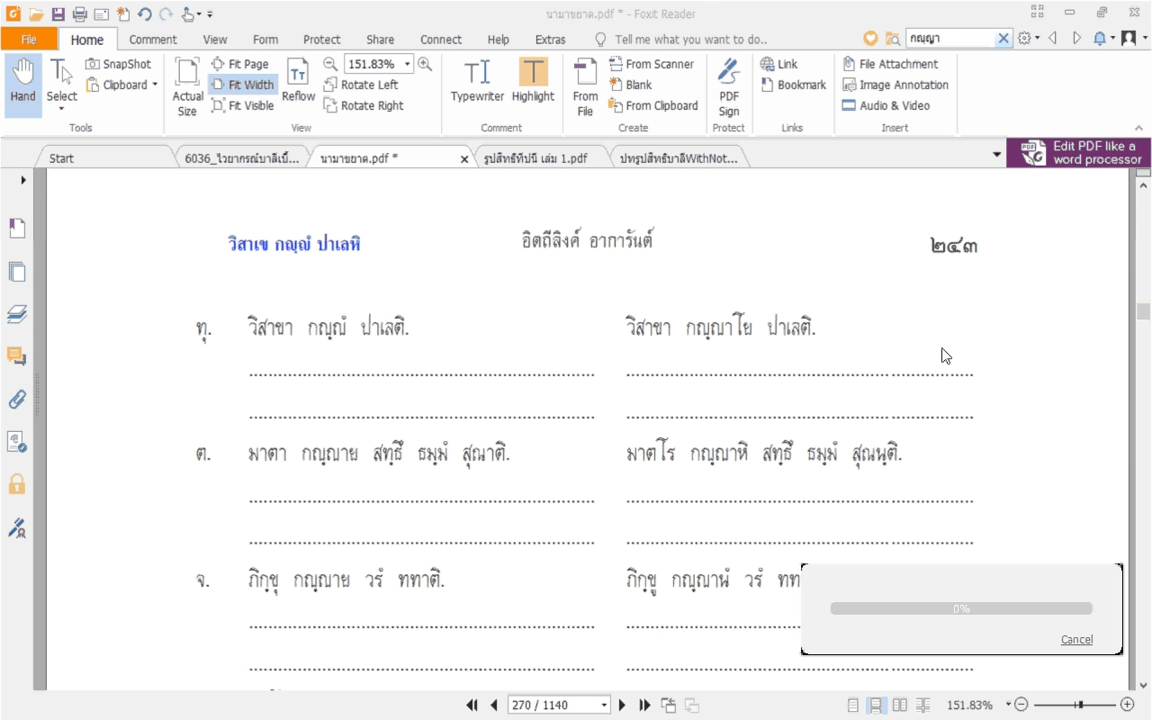 นามาขยาด.pdf * - Foxit Reader
File Home Comment View Form Protect Share Connect Help Extras Tell me what you want to do.. กญฺญา
Hand
Select
SnapShot
Clipboard
Tools
Actual Size
Fit Page
Fit Width
Fit Visible
Reflow
151.83%
Rotate Left
Rotate Right
View
Typewriter
Highlight
Comment
From File
From Scanner
Blank
From Clipboard
Create
PDF Sign
Protect
Link
Bookmark
Links
File Attachment
Image Annotation
Audio & Video
Insert
Start 6036_ไวยากรณ์บาลีเบื้... นามาขยาด.pdf * รูปสิทธิทีปนี เล่ม 1.pdf ปทรูปสิทธิบาลีWithNot...
Edit PDF like a
word processor
วิสาเข กญฺญํ ปาเลหิ อิตถีลิงค์ อาการันต์ ๒๔๓
ทุ. วิสาขา กญฺญํ ปาเลติ. วิสาขา กญฺญาโย ปาเลติ.
ต. มาตา กญฺญาย สทฺธึ ธมฺมํ สุณาติ. มาตโร กญฺญาหิ สทฺธึ ธมฺมํ สุณนฺติ.
จ. ภิกฺขุ กญฺญาย วรํ ททาติ. ภิกฺขู กญฺญานํ วรํ
0%
Cancel
270 / 1140 151.83%